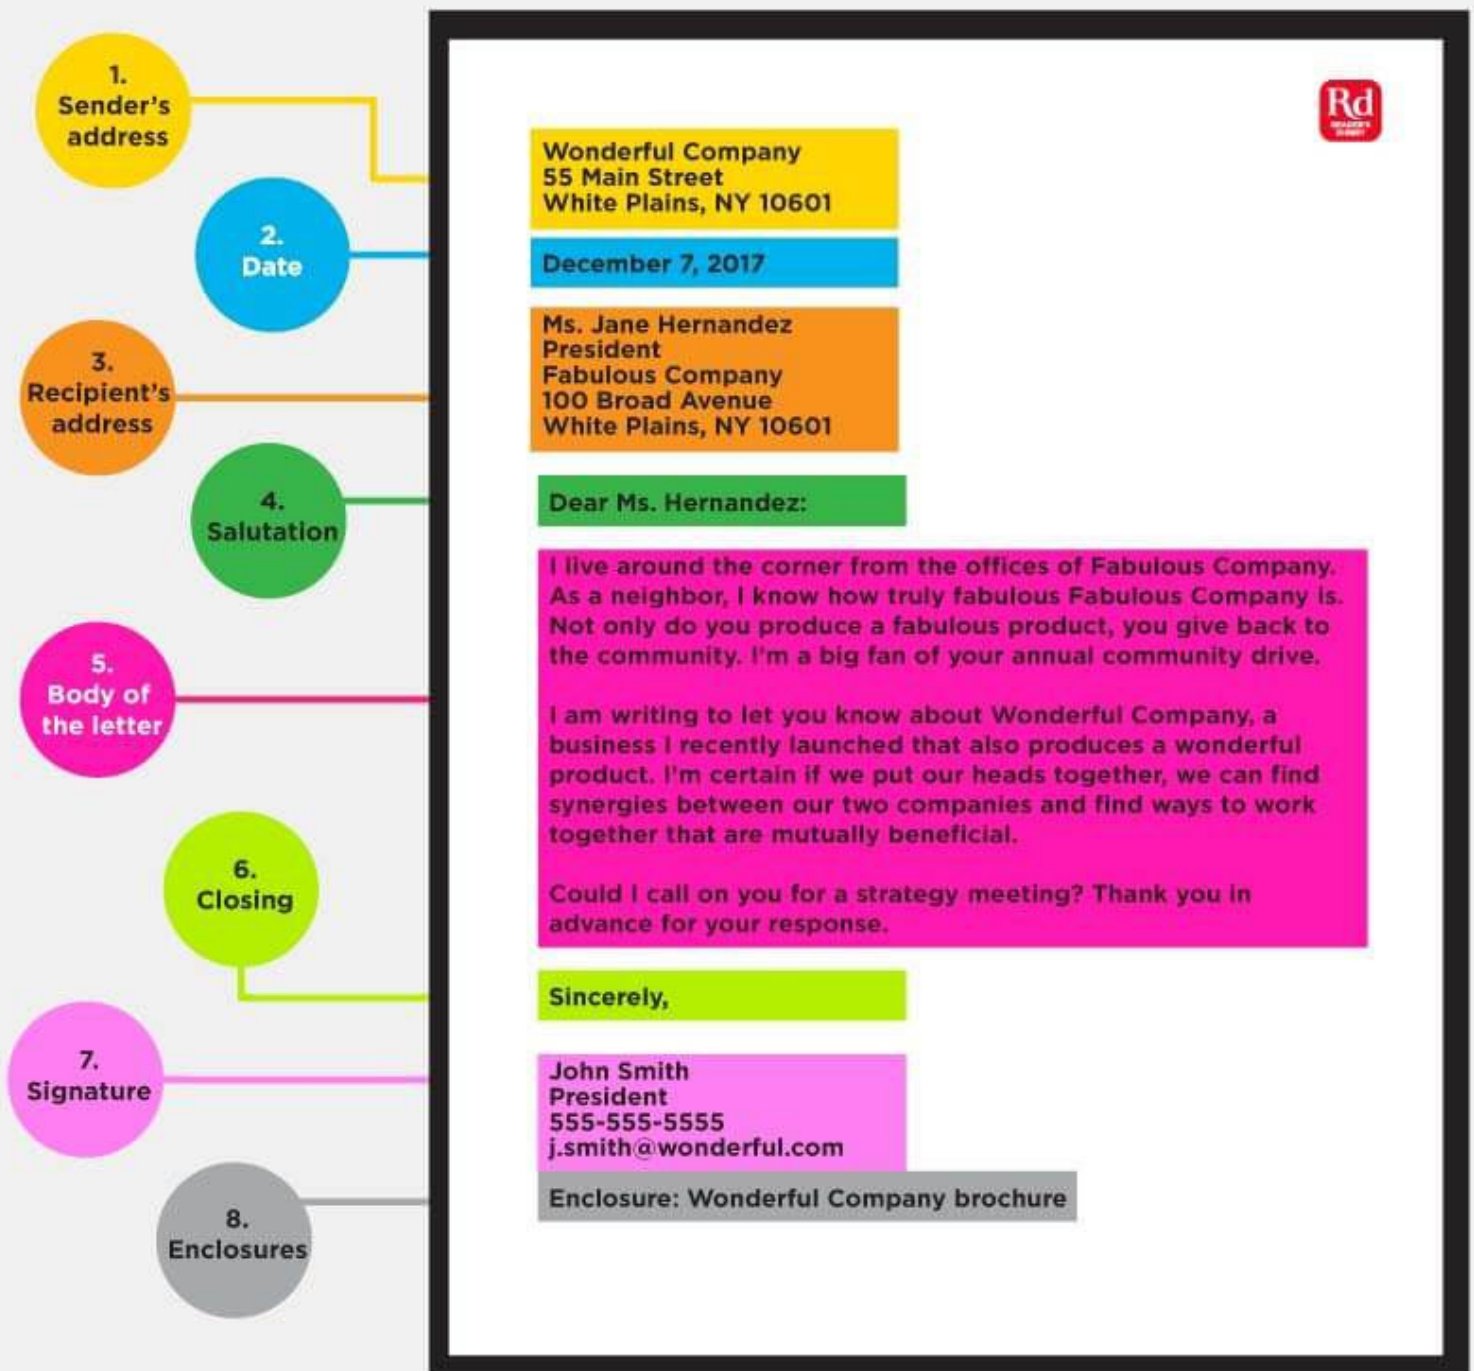 1.
Sender's
address
2.
Date
3.
Recipient's
address
4.
Salutation
5.
Body of
the letter
6.
Closing
7.
Signature
8.
Enclosures
Rd
READER'S
DIGEST
Wonderful Company
55 Main Street
White Plains, NY 10601
December 7, 2017
Ms. Jane Hernandez
President
Fabulous Company
100 Broad Avenue
White Plains, NY 10601
Dear Ms. Hernandez:
I live around the corner from the offices of Fabulous Company.
As a neighbor, I know how truly fabulous Fabulous Company is.
Not only do you produce a fabulous product, you give back to
the community. I'm a big fan of your annual community drive.
I am writing to let you know about Wonderful Company, a
business I recently launched that also produces a wonderful
product. I'm certain if we put our heads together, we can find
synergies between our two companies and find ways to work
together that are mutually beneficial.
Could I call on you for a strategy meeting? Thank you in
advance for your response.
Sincerely,
John Smith
President
555-555-5555
j.smith@wonderful.com
Enclosure: Wonderful Company brochure